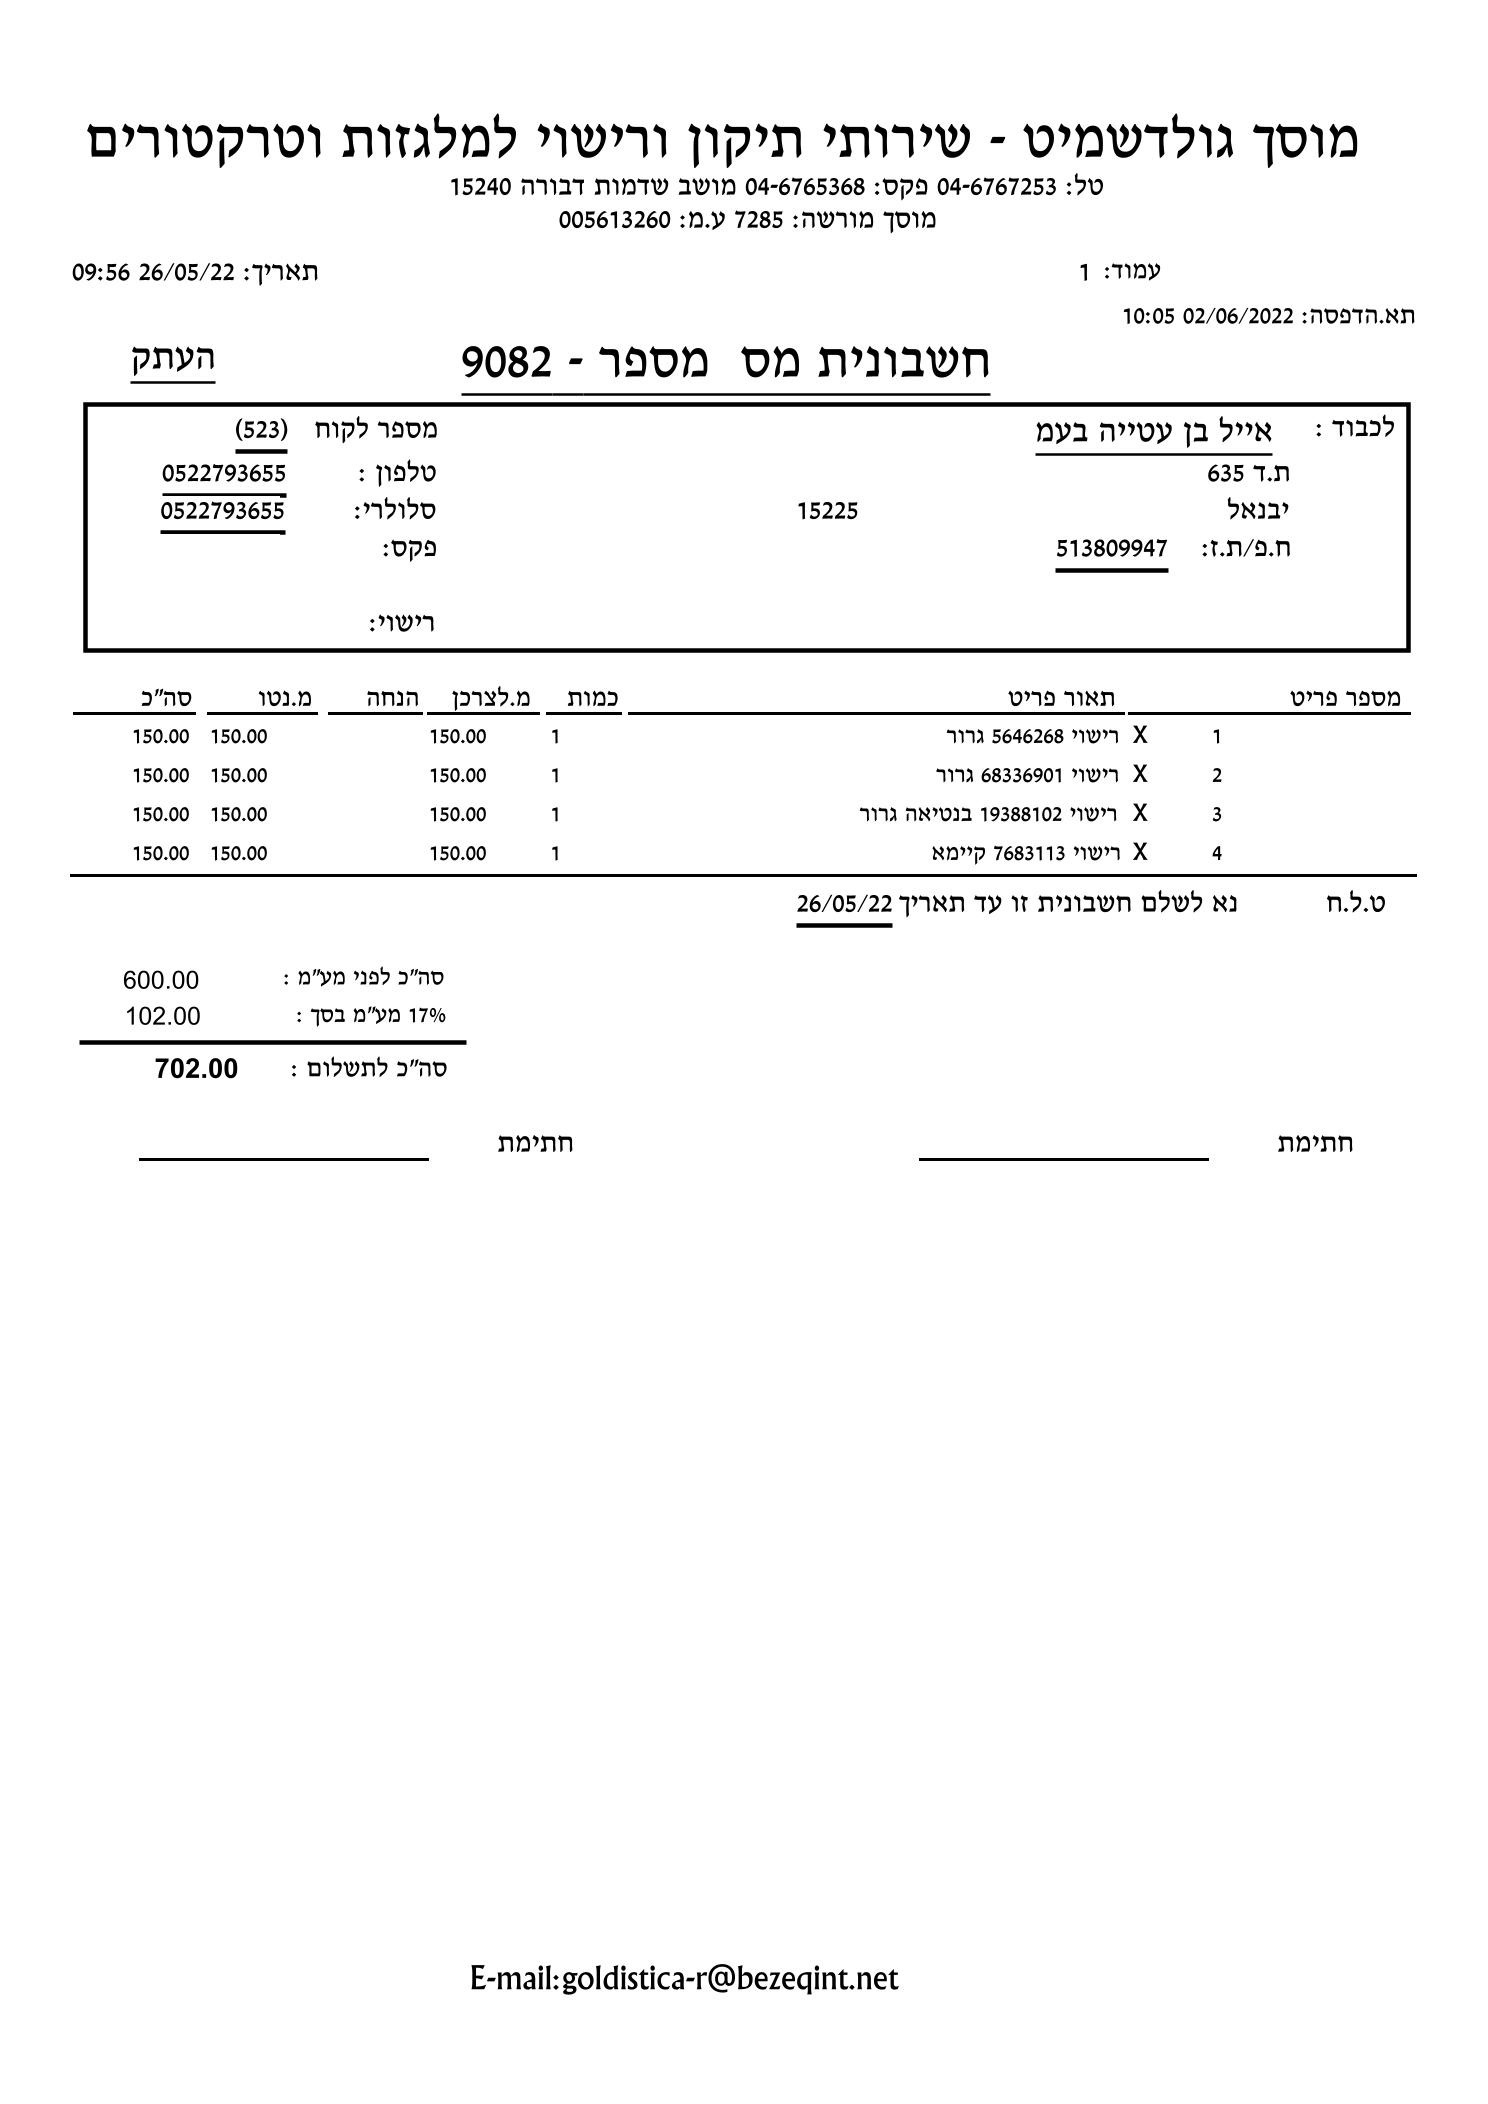 מוסך גולדשמיט - שירותי תיקון ורישוי למלגזות וטרקטורים
טל: 04-6767253 פקס: 04-6765368 מושב שדמות דבורה 15240
מוסך מורשה: 7285 ע.מ: 005613260
עמוד: 1 תאריך: 26/05/22 09:56
תא.הדפסה: 02/06/2022 10:05
חשבונית מס מספר - 9082 העתק
לכבוד : אייל בן עטייה בעמ מספר לקוח (523)
ת.ד 635 טלפון : 0522793655
יבנאל 15225 סלולרי: 0522793655
ח.פ/ת.ז: 513809947 פקס:
רישוי:
מספר פריט תאור פריט כמות מ.לצרכן הנחה מ.נטו סה"כ
1 X רישוי 5646268 גרור 1 150.00 150.00 150.00
2 X רישוי 68336901 גרור 1 150.00 150.00 150.00
3 X רישוי 19388102 בנטיאה גרור 1 150.00 150.00 150.00
4 X רישוי 7683113 קיימא 1 150.00 150.00 150.00
ט.ל.ח נא לשלם חשבונית זו עד תאריך 26/05/22
סה"כ לפני מע"מ : 600.00
17% מע"מ בסך : 102.00
סה"כ לתשלום : 702.00
חתימת חתימת
E-mail:goldistica-r@bezeqint.net